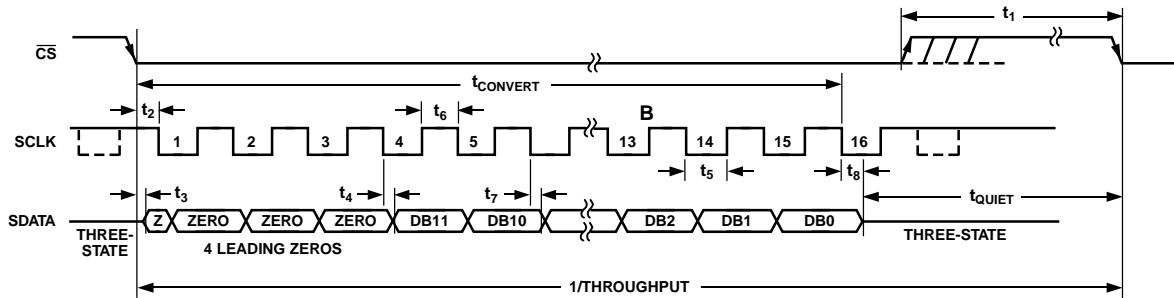 t1
CS
tCONVERT
t2
t6
B
SCLK
1 2 3 4 5 13 14 15 16
t3
t4
t7
t5
t8
tQUIET
SDATA
Z ZERO ZERO ZERO DB11 DB10 DB2 DB1 DB0
THREE-
STATE
4 LEADING ZEROS
THREE-STATE
1/THROUGHPUT